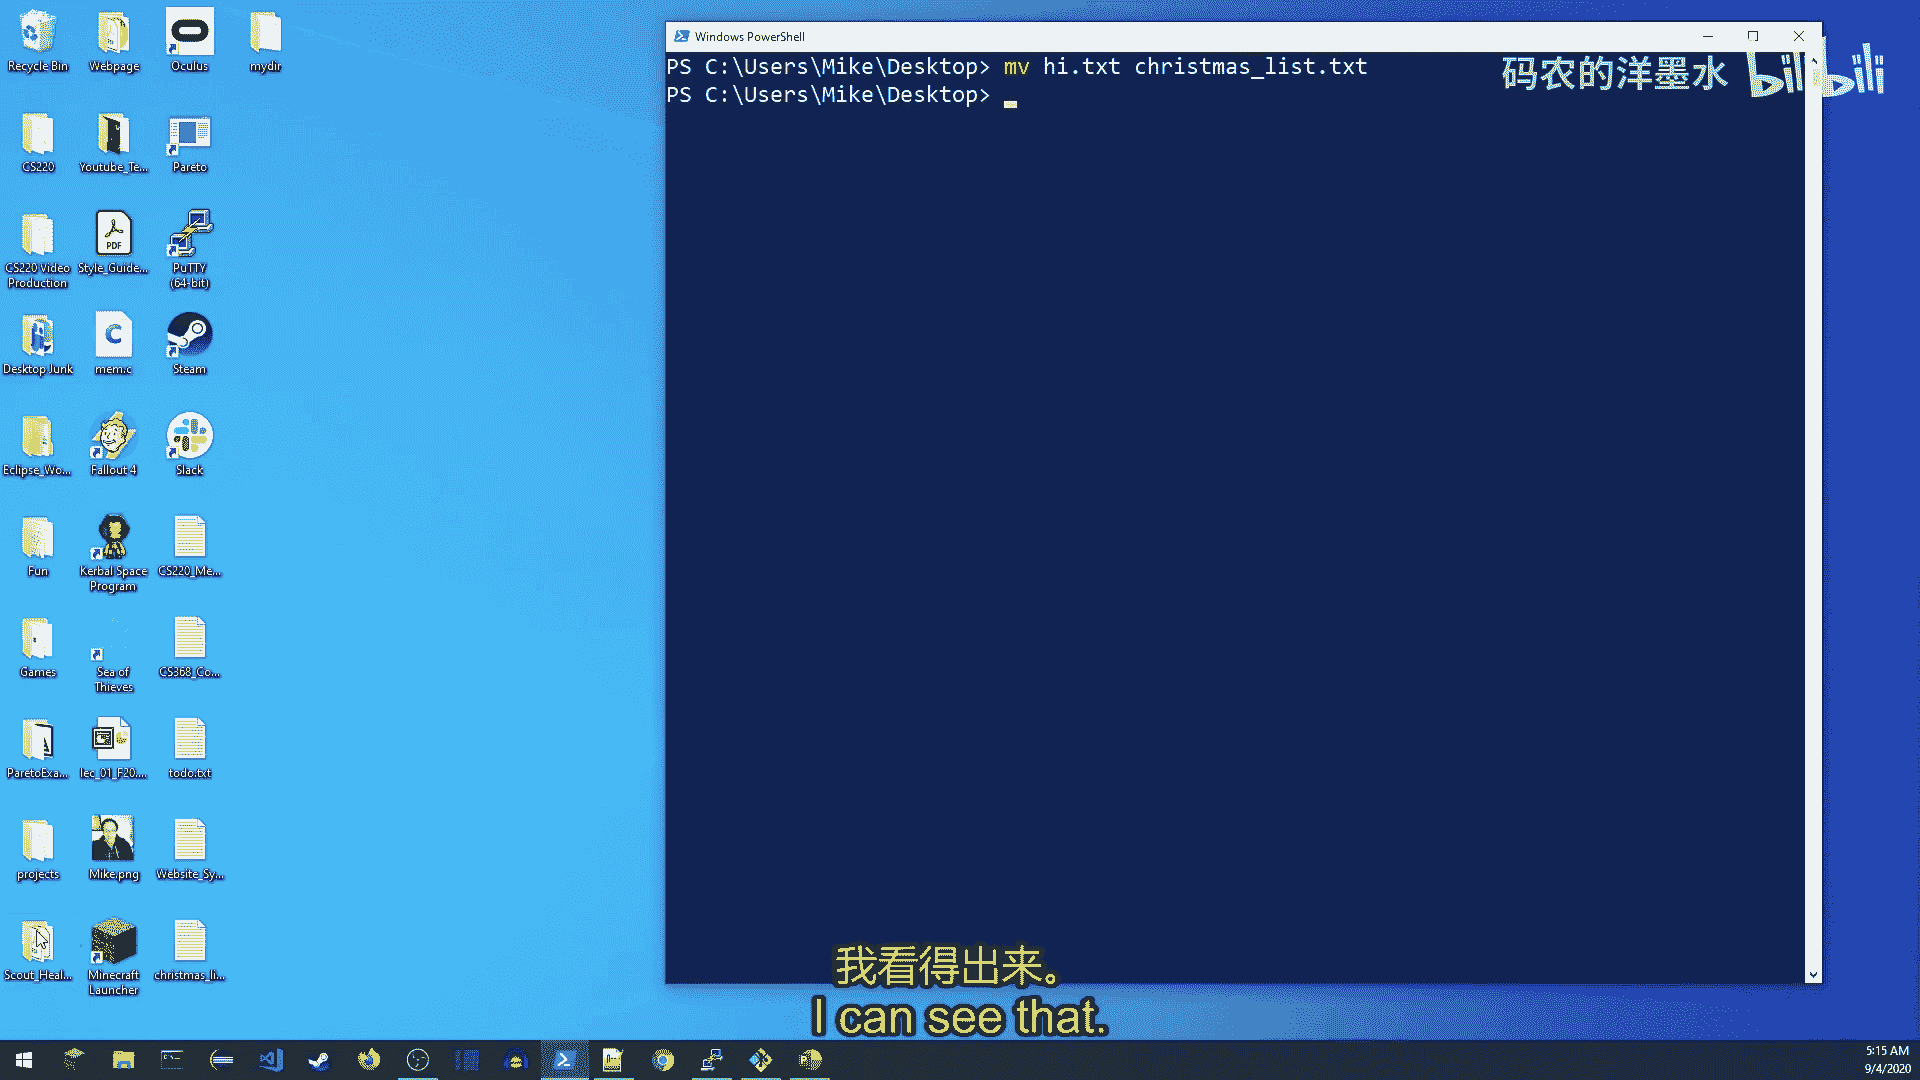 Recycle Bin
Webpage
Oculus
mydir
CS220
Youtube_Te...
Pareto
CS220 Video
Production
Style_Guide...
PDF
PuTTY
(64-bit)
Desktop Junk
C
mem.c
Steam
Eclipse_Wo...
Fallout 4
Slack
Fun
Kerbal Space
Program
CS220_Me...
Games
Sea of
Thieves
CS368_Co...
ParetoExa...
lec_01_F20....
todo.txt
projects
Mike.png
Website_Sy...
Scout_Heal...
Minecraft
Launcher
christmas_li...
Windows PowerShell
PS C:\Users\Mike\Desktop> mv hi.txt christmas_list.txt
PS C:\Users\Mike\Desktop>
码农的洋墨水 bilibili
我看得出来。
I can see that.
5:15 AM
9/4/2020